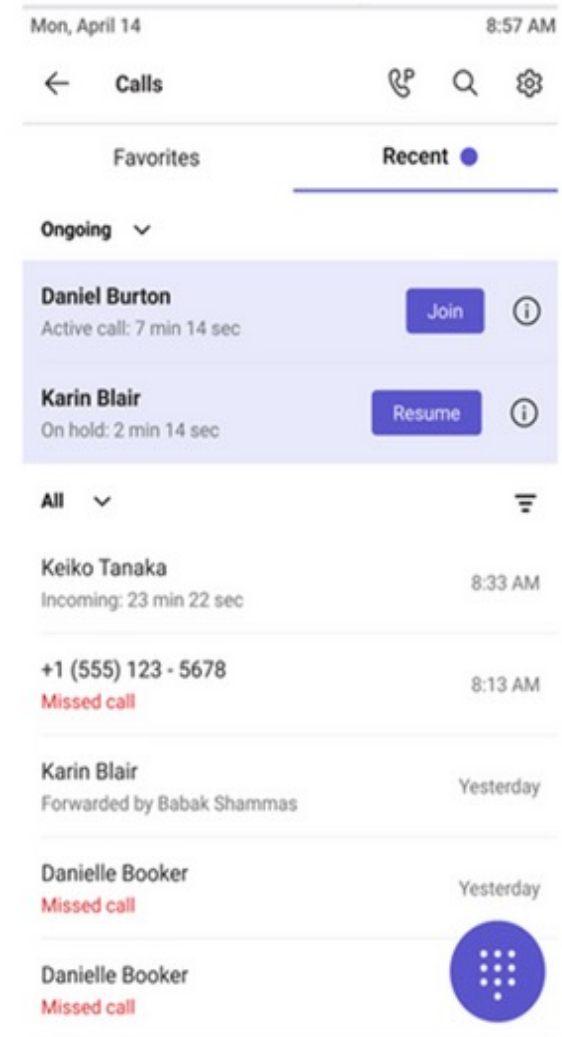 Mon, April 14 8:57 AM
Calls
Favorites Recent
Ongoing
Daniel Burton
Active call: 7 min 14 sec
Join
Karin Blair
On hold: 2 min 14 sec
Resume
All
Keiko Tanaka
Incoming: 23 min 22 sec
8:33 AM
+1 (555) 123 - 5678
Missed call
8:13 AM
Karin Blair
Forwarded by Babak Shammas
Yesterday
Danielle Booker
Missed call
Yesterday
Danielle Booker
Missed call